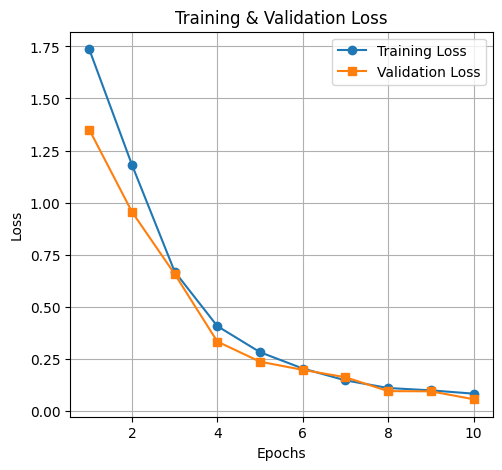 Training & Validation Loss
Training Loss
Validation Loss
1.75
1.50
1.25
1.00
0.75
0.50
0.25
0.00
Loss
2 4 6 8 10
Epochs